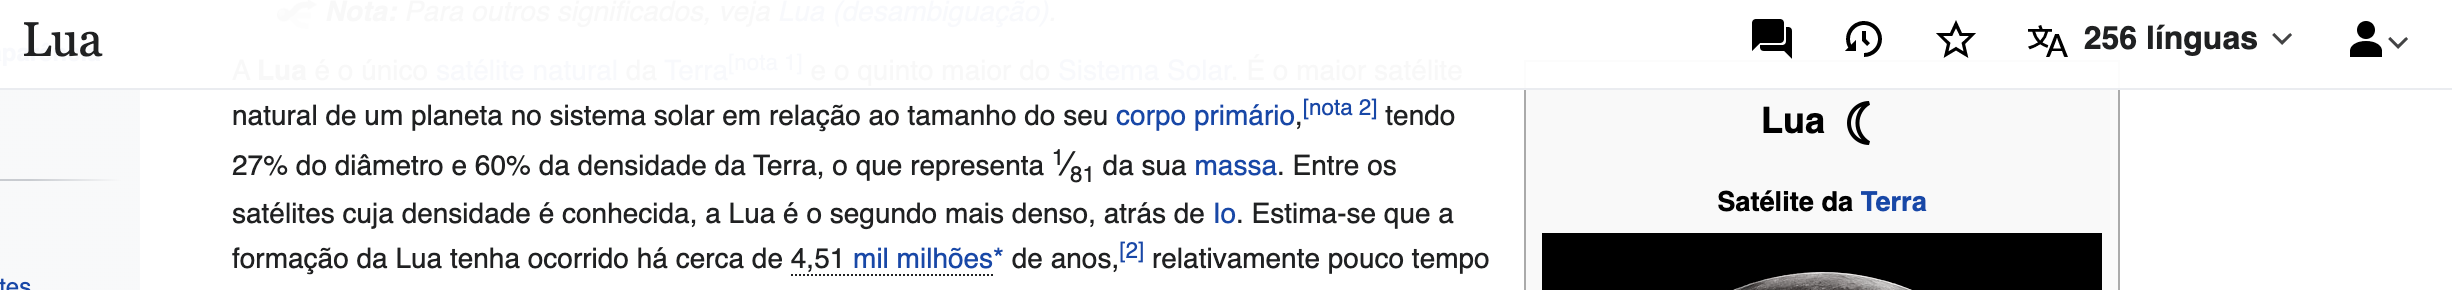 Nota: Para outros significados, veja Lua (desambiguação).
Lua
256 línguas
A Lua é o único satélite natural da Terra[nota 1] e o quinto maior do Sistema Solar. É o maior satélite
natural de um planeta no sistema solar em relação ao tamanho do seu corpo primário,[nota 2] tendo
27% do diâmetro e 60% da densidade da Terra, o que representa 1⁄81 da sua massa. Entre os
satélites cuja densidade é conhecida, a Lua é o segundo mais denso, atrás de Io. Estima-se que a
formação da Lua tenha ocorrido há cerca de 4,51 mil milhões* de anos,[2] relativamente pouco tempo
Lua
Satélite da Terra